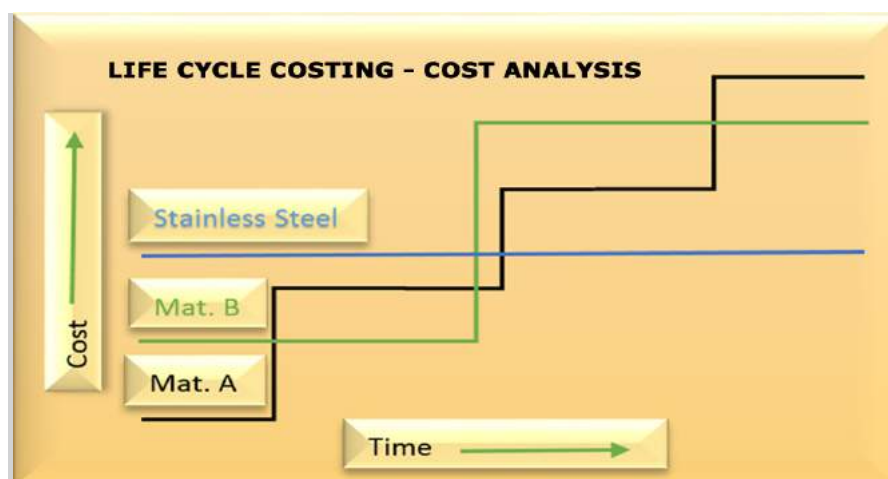 LIFE CYCLE COSTING - COST ANALYSIS
Stainless Steel
Mat. B
Cost
Mat. A
Time